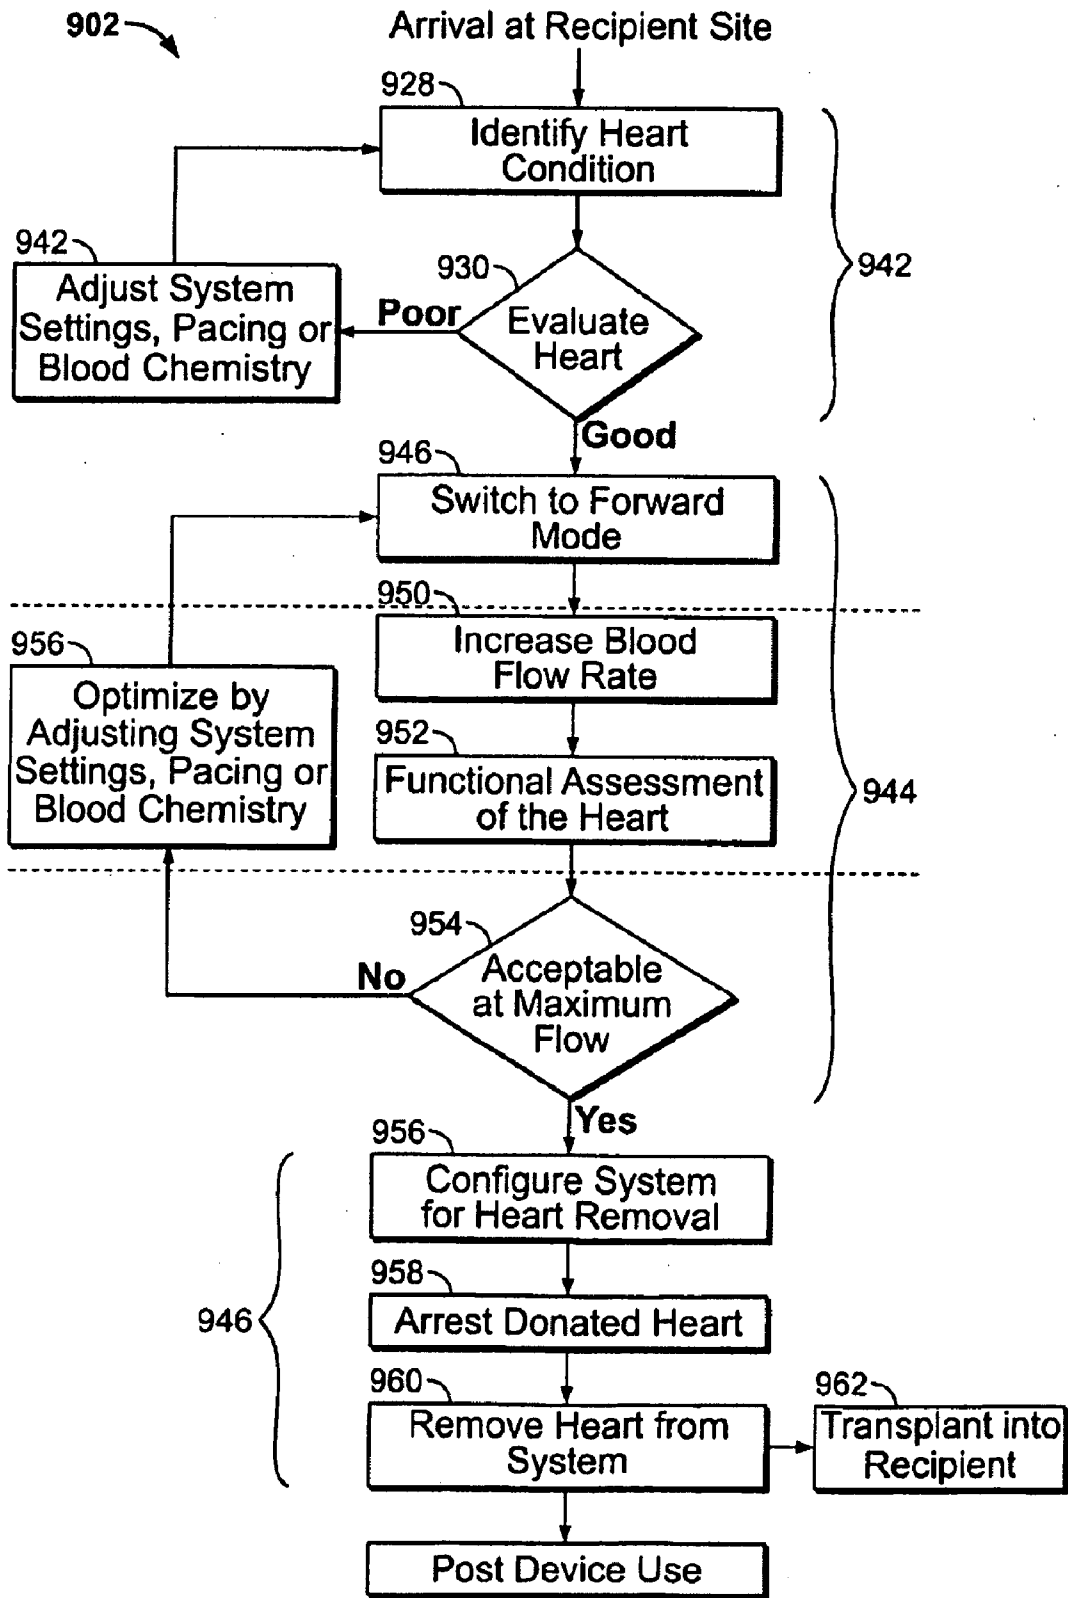 902
Arrival at Recipient Site
928
Identify Heart
Condition
942
Adjust System
Settings, Pacing or
Blood Chemistry
Poor
930
Evaluate
Heart
942
Good
946
Switch to Forward
Mode
950
Increase Blood
Flow Rate
956
Optimize by
Adjusting System
Settings, Pacing or
Blood Chemistry
952
Functional Assessment
of the Heart
944
954
Acceptable
at Maximum
Flow
No
Yes
956
Configure System
for Heart Removal
958
Arrest Donated Heart
946
960
Remove Heart from
System
962
Transplant into
Recipient
Post Device Use